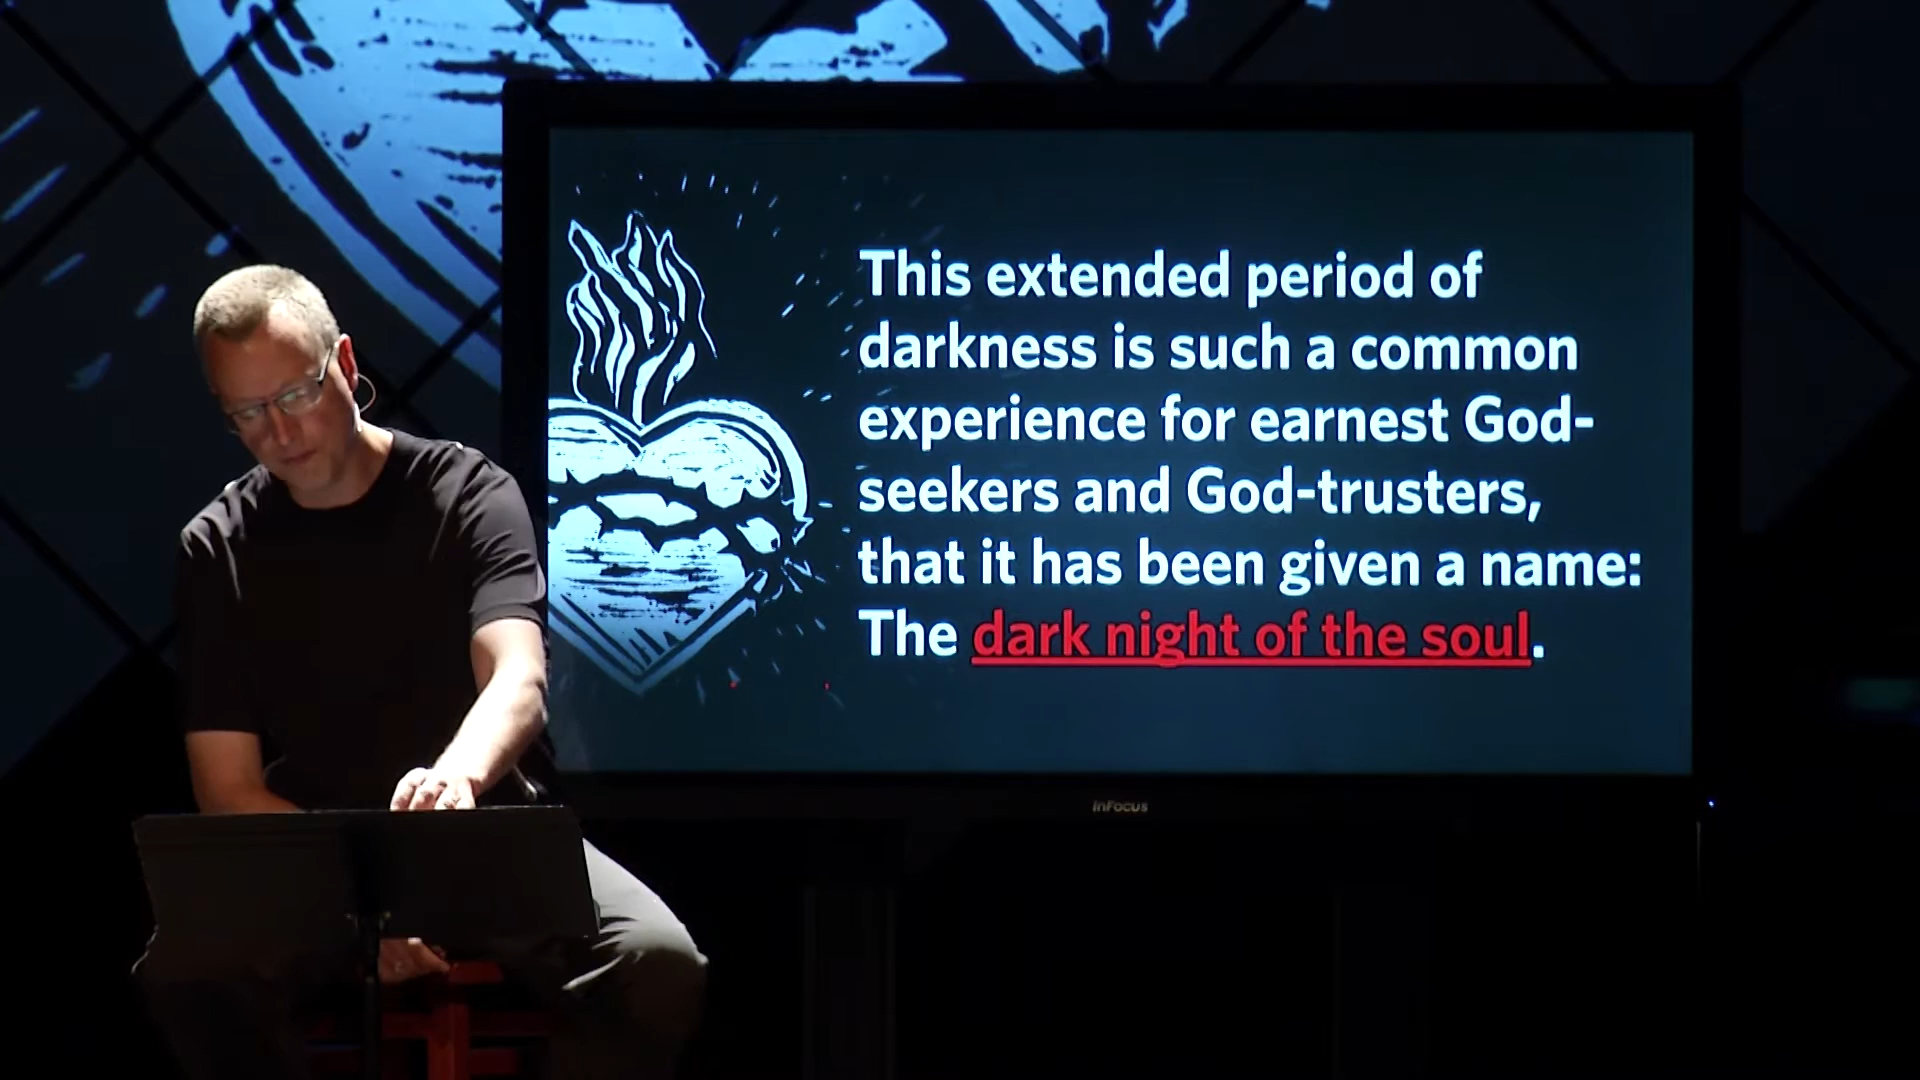 This extended period of
darkness is such a common
experience for earnest God-
seekers and God-trusters,
that it has been given a name:
The dark night of the soul.
InFocus